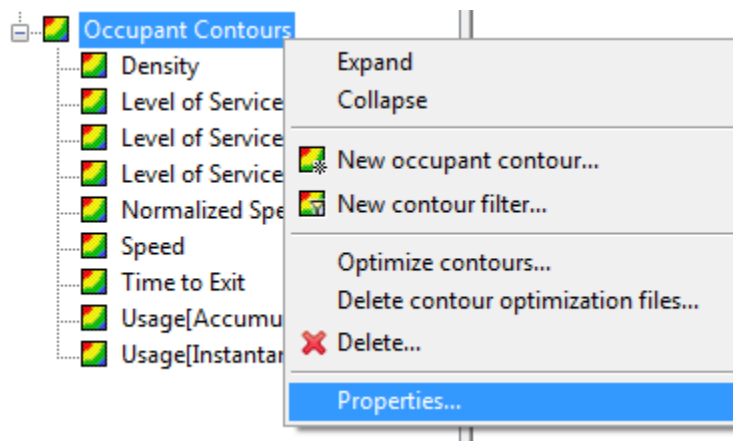 Occupant Contours
Density
Level of Service
Level of Service
Level of Service
Normalized Spe
Speed
Time to Exit
Usage[Accumu
Usage[Instantar
Expand
Collapse
New occupant contour...
New contour filter...
Optimize contours...
Delete contour optimization files...
Delete...
Properties...